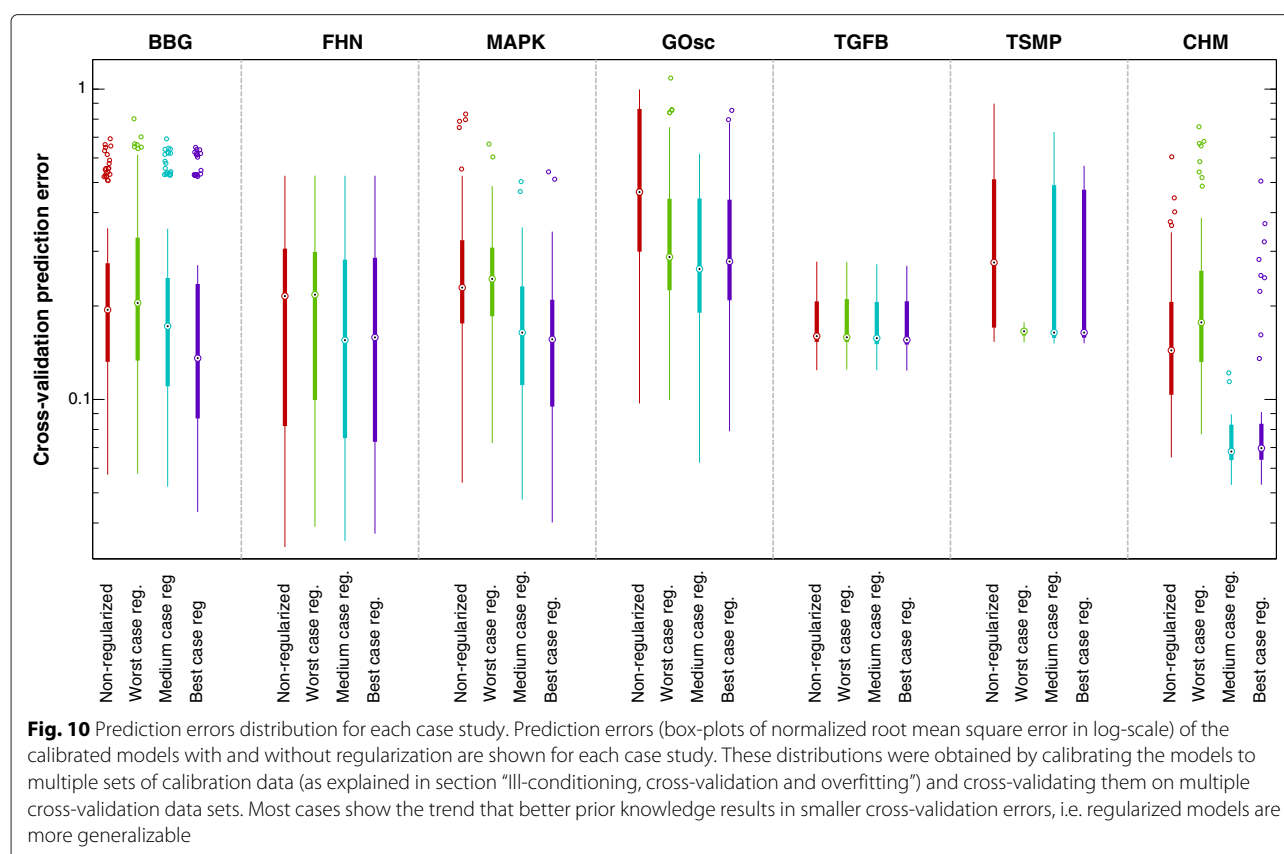 BBG FHN MAPK GOsc TGFB TSMP CHM
1
0.1
Cross-validation prediction error
Non-regularized
Worst case reg.
Medium case reg
Best case reg
Non-regularized
Worst case reg.
Medium case reg.
Best case reg.
Non-regularized
Worst case reg.
Medium case reg.
Best case reg.
Non-regularized
Worst case reg.
Medium case reg.
Best case reg.
Non-regularized
Worst case reg.
Medium case reg.
Best case reg.
Non-regularized
Worst case reg.
Medium case reg.
Best case reg.
Non-regularized
Worst case reg.
Medium case reg.
Best case reg.
Fig. 10 Prediction errors distribution for each case study. Prediction errors (box-plots of normalized root mean square error in log-scale) of the
calibrated models with and without regularization are shown for each case study. These distributions were obtained by calibrating the models to
multiple sets of calibration data (as explained in section “Ill-conditioning, cross-validation and overfitting”) and cross-validating them on multiple
cross-validation data sets. Most cases show the trend that better prior knowledge results in smaller cross-validation errors, i.e. regularized models are
more generalizable